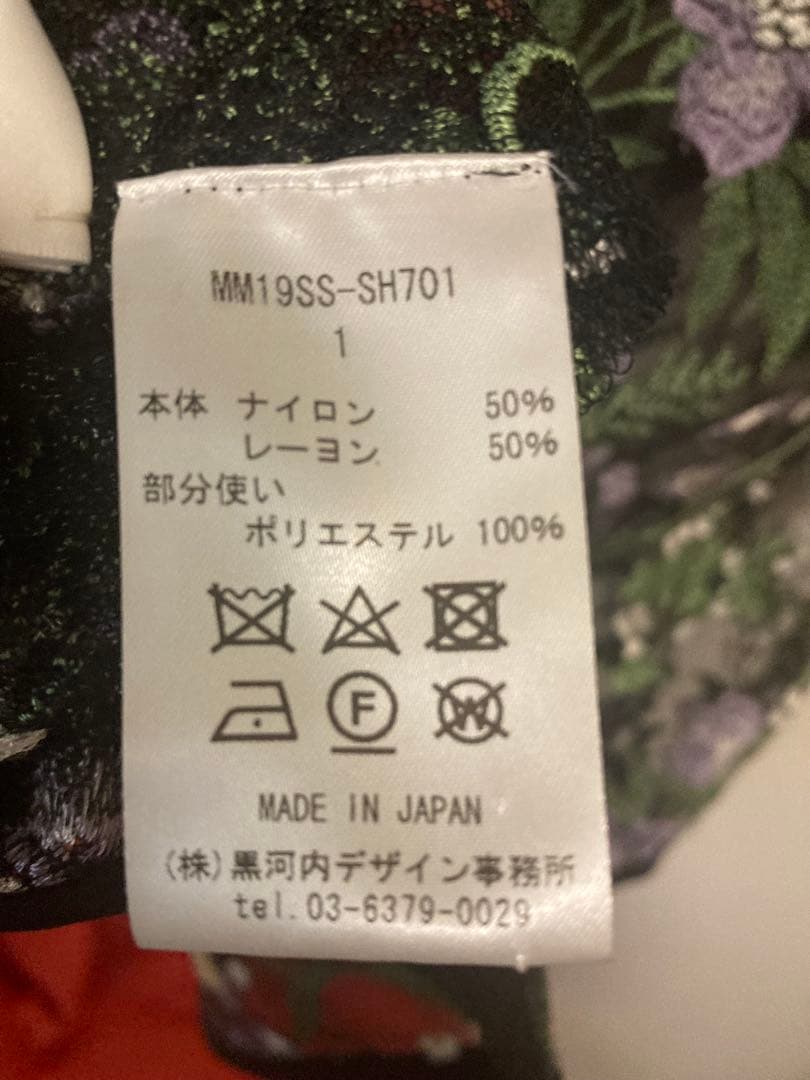 MM19SS-SH701
1
本体 ナイロン 50%
レーヨン 50%
部分使い
ポリエステル 100%
F
W
MADE IN JAPAN
(株)黒河内デザイン事務所
tel.03-6379-0029